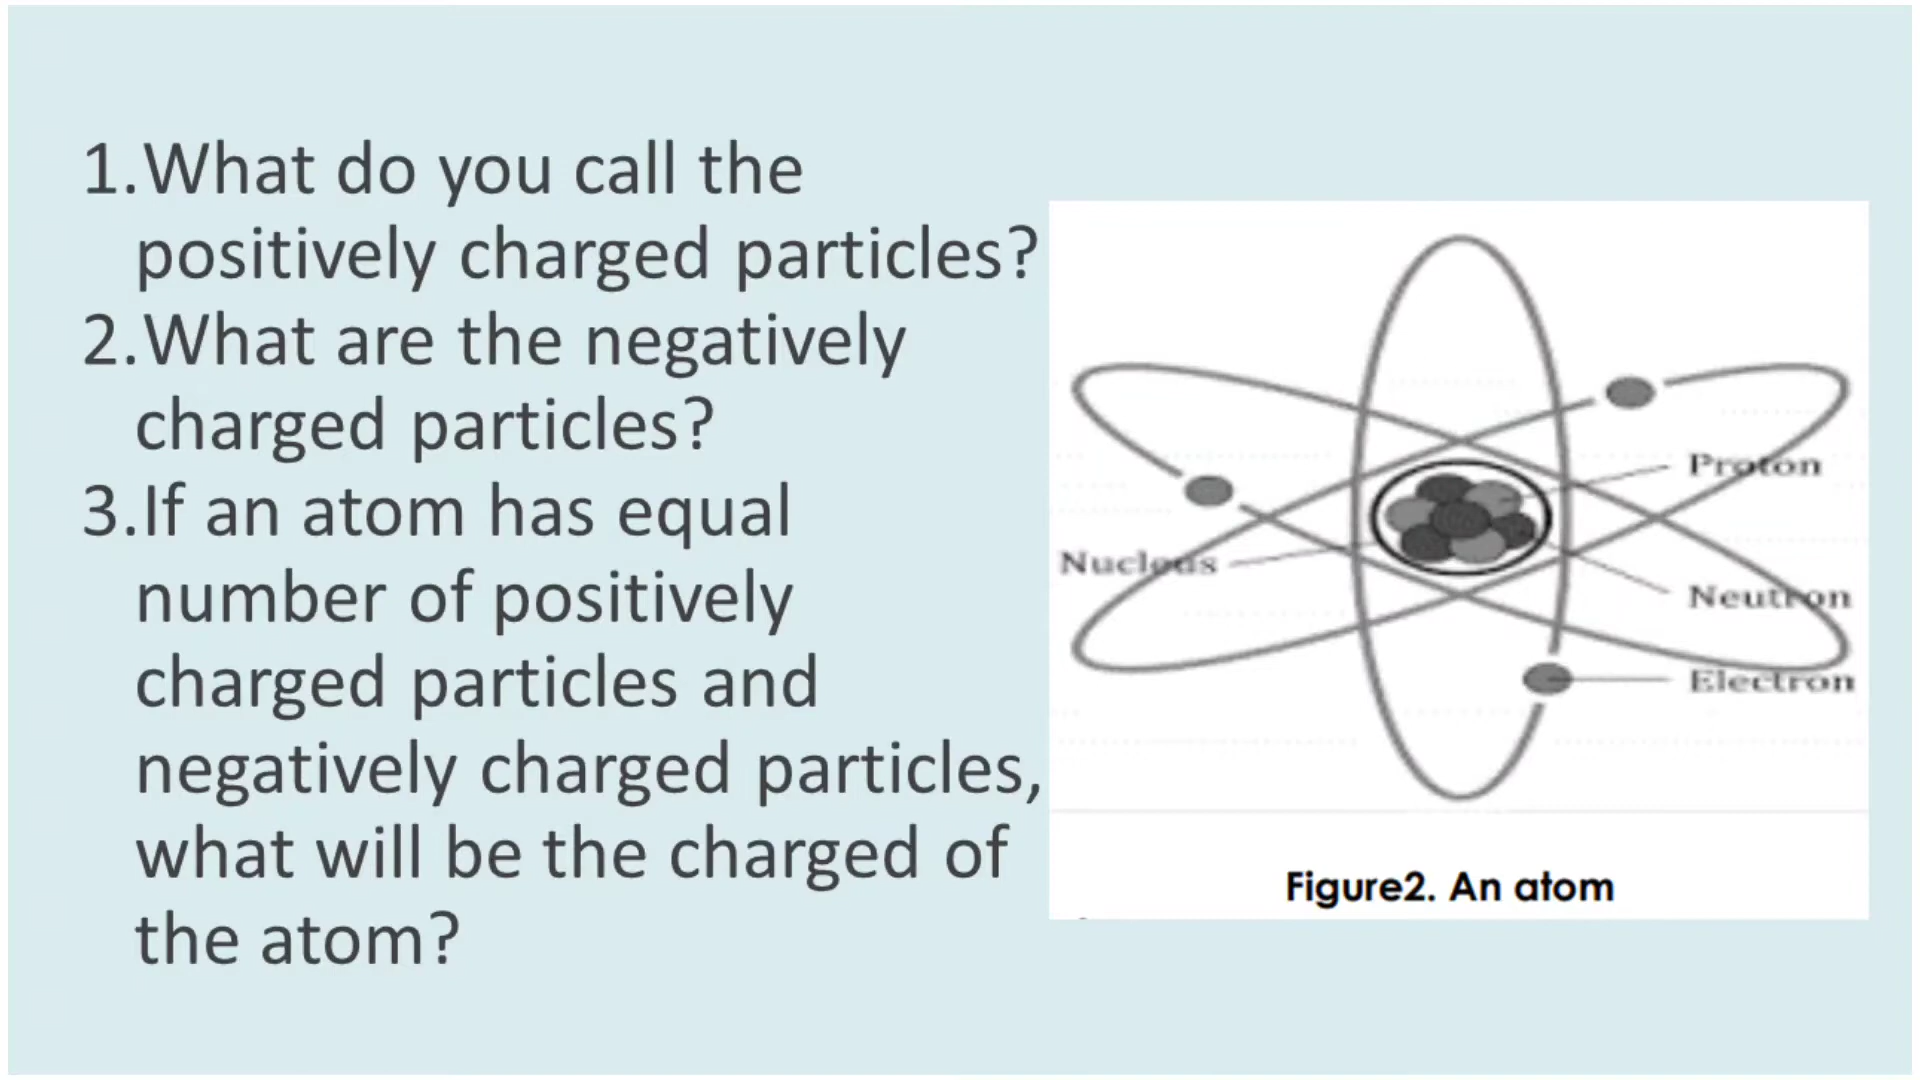 1.What do you call the
positively charged particles?
2.What are the negatively
charged particles?
3.If an atom has equal
number of positively
charged particles and
negatively charged particles,
what will be the charged of
the atom?
Proton
Nucleus
Neutron
Electron
Figure2. An atom